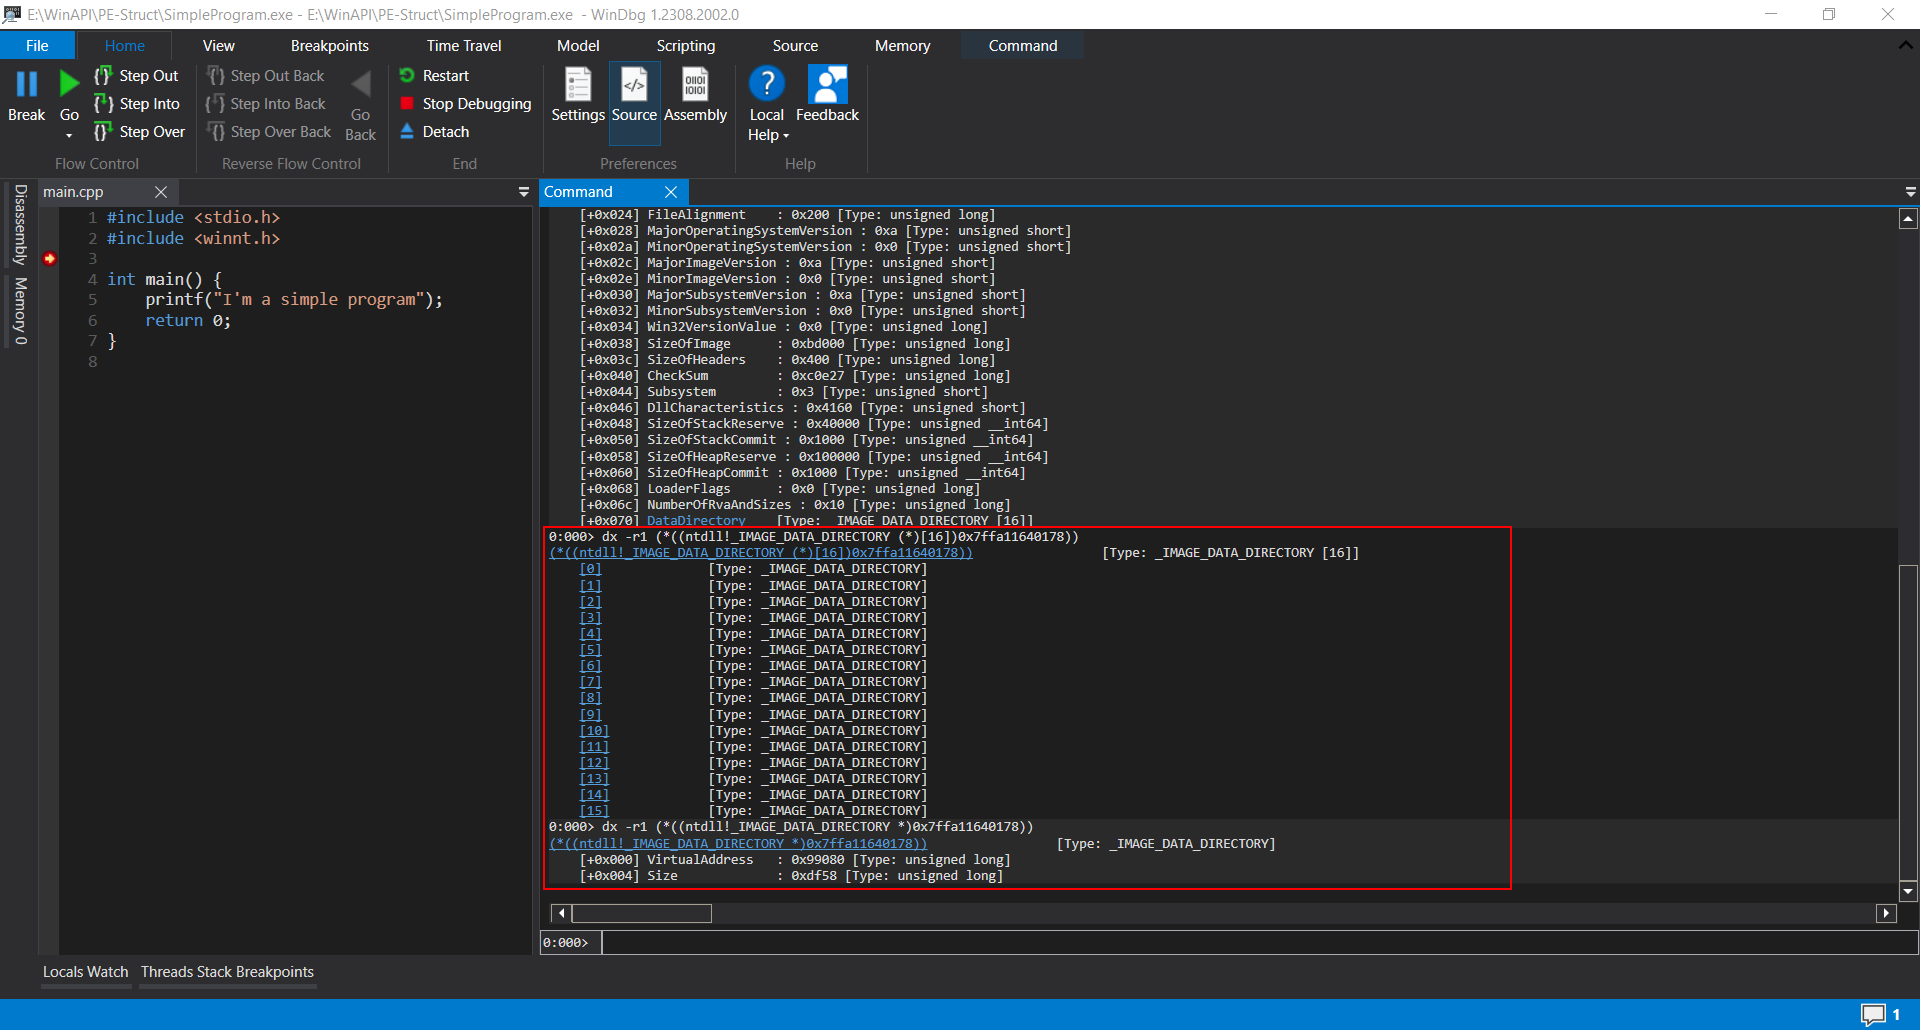 E:\WinAPI\PE-Struct\SimpleProgram.exe - E:\WinAPI\PE-Struct\SimpleProgram.exe - WinDbg 1.2308.2002.0
File Home View Breakpoints Time Travel Model Scripting Source Memory Command
Break
Go
Step Out
Step Into
Step Over
Flow Control
Step Out Back
Step Into Back
Step Over Back
Go
Back
Reverse Flow Control
Restart
Stop Debugging
Detach
End
Settings
Source
Assembly
Preferences
Local
Help
Feedback
Help
Disassembly
Memory 0
main.cpp
1 #include <stdio.h>
2 #include <winnt.h>
3
4 int main() {
5 printf("I'm a simple program");
6 return 0;
7 }
8
Command
[+0x024] FileAlignment : 0x200 [Type: unsigned long]
[+0x028] MajorOperatingSystemVersion : 0xa [Type: unsigned short]
[+0x02a] MinorOperatingSystemVersion : 0x0 [Type: unsigned short]
[+0x02c] MajorImageVersion : 0xa [Type: unsigned short]
[+0x02e] MinorImageVersion : 0x0 [Type: unsigned short]
[+0x030] MajorSubsystemVersion : 0xa [Type: unsigned short]
[+0x032] MinorSubsystemVersion : 0x0 [Type: unsigned short]
[+0x034] Win32VersionValue : 0x0 [Type: unsigned long]
[+0x038] SizeOfImage : 0xbd000 [Type: unsigned long]
[+0x03c] SizeOfHeaders : 0x400 [Type: unsigned long]
[+0x040] CheckSum : 0xc0e27 [Type: unsigned long]
[+0x044] Subsystem : 0x3 [Type: unsigned short]
[+0x046] DllCharacteristics : 0x4160 [Type: unsigned short]
[+0x048] SizeOfStackReserve : 0x40000 [Type: unsigned __int64]
[+0x050] SizeOfStackCommit : 0x1000 [Type: unsigned __int64]
[+0x058] SizeOfHeapReserve : 0x100000 [Type: unsigned __int64]
[+0x060] SizeOfHeapCommit : 0x1000 [Type: unsigned __int64]
[+0x068] LoaderFlags : 0x0 [Type: unsigned long]
[+0x06c] NumberOfRvaAndSizes : 0x10 [Type: unsigned long]
[+0x070] DataDirectory [Type: _IMAGE_DATA_DIRECTORY [16]]
0:000> dx -r1 (*((ntdll!_IMAGE_DATA_DIRECTORY (*)[16])0x7ffa11640178))
(*((ntdll!_IMAGE_DATA_DIRECTORY (*)[16])0x7ffa11640178)) [Type: _IMAGE_DATA_DIRECTORY [16]]
[0] [Type: _IMAGE_DATA_DIRECTORY]
[1] [Type: _IMAGE_DATA_DIRECTORY]
[2] [Type: _IMAGE_DATA_DIRECTORY]
[3] [Type: _IMAGE_DATA_DIRECTORY]
[4] [Type: _IMAGE_DATA_DIRECTORY]
[5] [Type: _IMAGE_DATA_DIRECTORY]
[6] [Type: _IMAGE_DATA_DIRECTORY]
[7] [Type: _IMAGE_DATA_DIRECTORY]
[8] [Type: _IMAGE_DATA_DIRECTORY]
[9] [Type: _IMAGE_DATA_DIRECTORY]
[10] [Type: _IMAGE_DATA_DIRECTORY]
[11] [Type: _IMAGE_DATA_DIRECTORY]
[12] [Type: _IMAGE_DATA_DIRECTORY]
[13] [Type: _IMAGE_DATA_DIRECTORY]
[14] [Type: _IMAGE_DATA_DIRECTORY]
[15] [Type: _IMAGE_DATA_DIRECTORY]
0:000> dx -r1 (*((ntdll!_IMAGE_DATA_DIRECTORY *)0x7ffa11640178))
(*((ntdll!_IMAGE_DATA_DIRECTORY *)0x7ffa11640178)) [Type: _IMAGE_DATA_DIRECTORY]
[+0x000] VirtualAddress : 0x99080 [Type: unsigned long]
[+0x004] Size : 0xdf58 [Type: unsigned long]
0:000>
Locals Watch Threads Stack Breakpoints
1